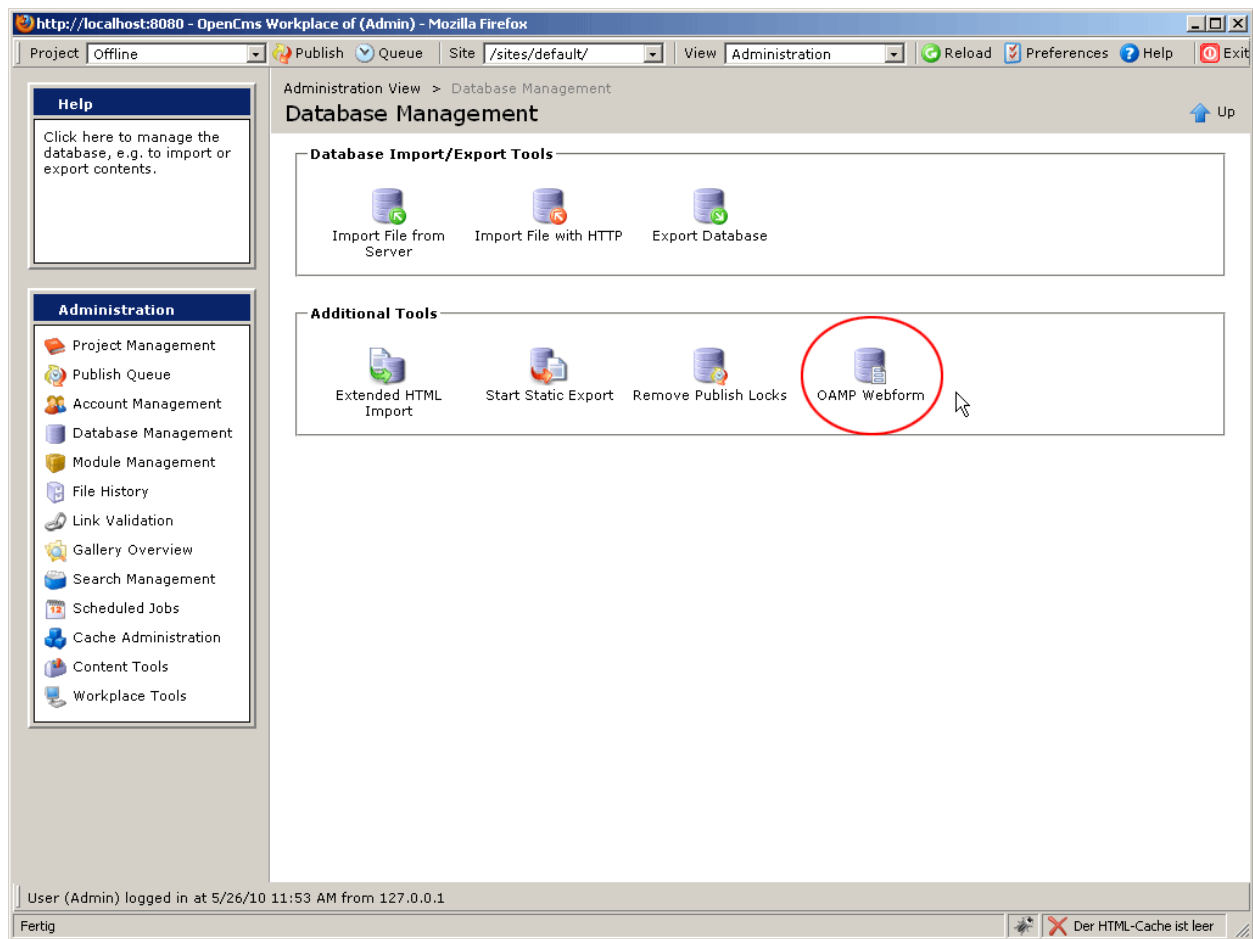 http://localhost:8080 - OpenCms Workplace of (Admin) - Mozilla Firefox
Project Offline Publish Queue Site /sites/default/ View Administration Reload Preferences Help Exit
Help
Click here to manage the
database, e.g. to import or
export contents.
Administration
Project Management
Publish Queue
Account Management
Database Management
Module Management
File History
Link Validation
Gallery Overview
Search Management
12 Scheduled Jobs
Cache Administration
Content Tools
Workplace Tools
Administration View > Database Management
Database Management
Up
Database Import/Export Tools
Import File from
Server
Import File with HTTP
Export Database
Additional Tools
Extended HTML
Import
Start Static Export
Remove Publish Locks
OAMP Webform
User (Admin) logged in at 5/26/10 11:53 AM from 127.0.0.1
Fertig
Der HTML-Cache ist leer